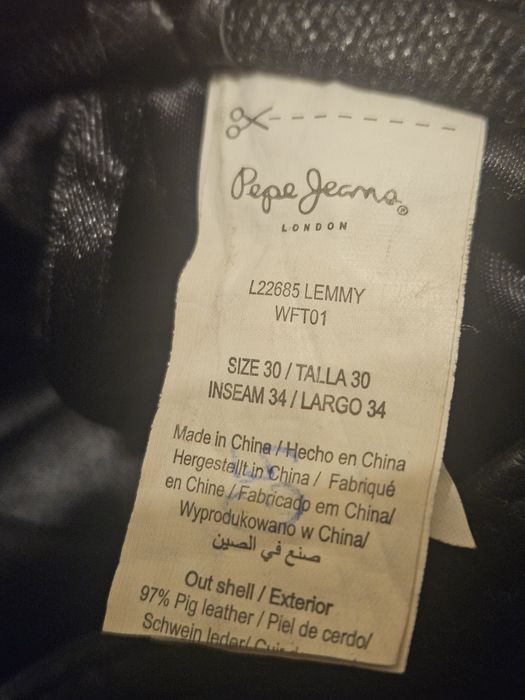 Pepe Jeans®
LONDON
L22685 LEMMY
WFT01
SIZE 30 / TALLA 30
INSEAM 34 / LARGO 34
Made in China / Hecho en China
Hergestellt in China / Fabriqué
en Chine / Fabricado em China/
Wyprodukowano w China/
صنع في الصين
Out shell / Exterior
97% Pig leather / Piel de cerdo/
Schwein leder/